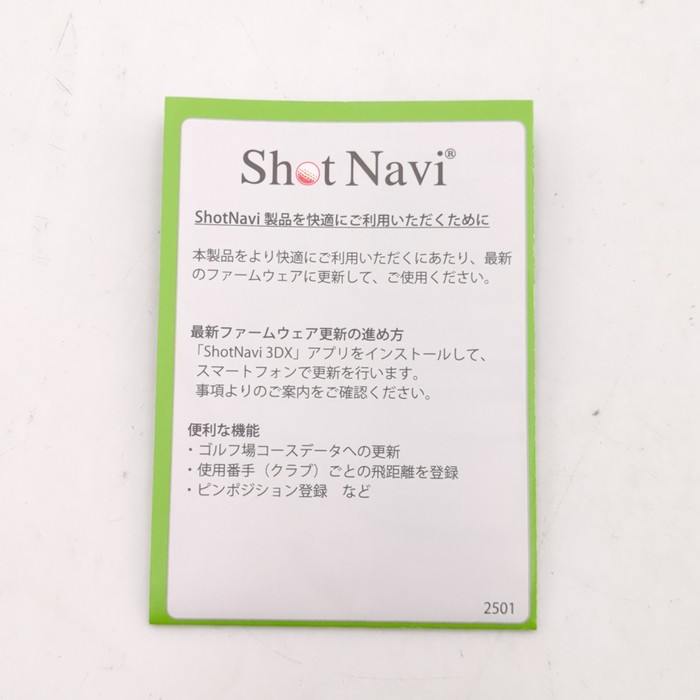 Shot Navi®
ShotNavi 製品を快適にご利用いただくために
本製品をより快適にご利用いただくにあたり、最新
のファームウェアに更新して、ご使用ください。
最新ファームウェア更新の進め方
「ShotNavi 3DX」アプリをインストールして、
スマートフォンで更新を行います。
事項よりのご案内をご確認ください。
便利な機能
・ゴルフ場コースデータへの更新
・使用番手（クラブ）ごとの飛距離を登録
・ピンポジション登録　など
2501